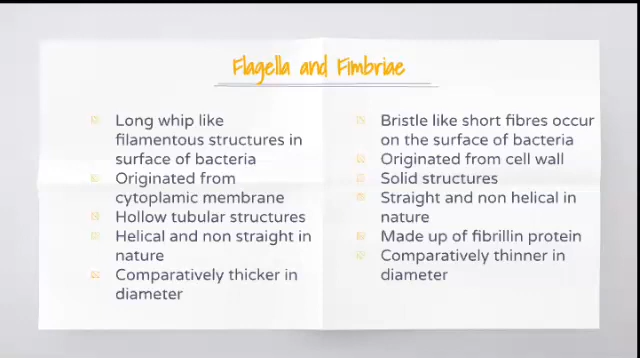 Flagella and Fimbriae
Long whip like
filamentous structures in
surface of bacteria
Originated from
cytoplamic membrane
Hollow tubular structures
Helical and non straight in
nature
Comparatively thicker in
diameter
Bristle like short fibres occur
on the surface of bacteria
Originated from cell wall
Solid structures
Straight and non helical in
nature
Made up of fibrillin protein
Comparatively thinner in
diameter